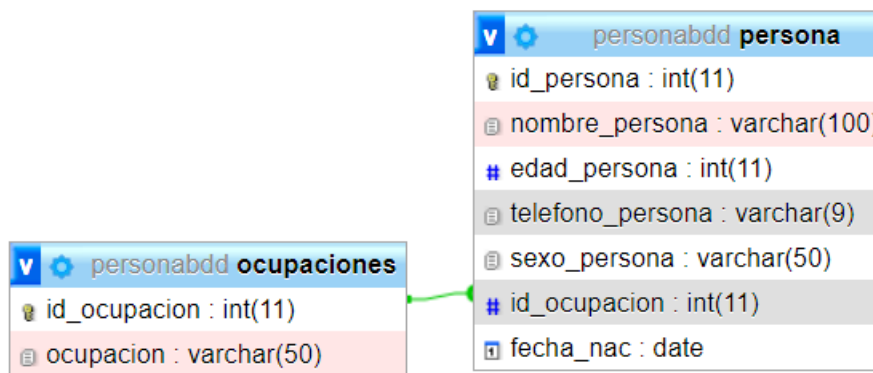 personabdd persona
id_persona : int(11)
nombre_persona : varchar(100)
edad_persona : int(11)
telefono_persona : varchar(9)
sexo_persona : varchar(50)
id_ocupacion : int(11)
fecha_nac : date
personabdd ocupaciones
id_ocupacion : int(11)
ocupacion : varchar(50)